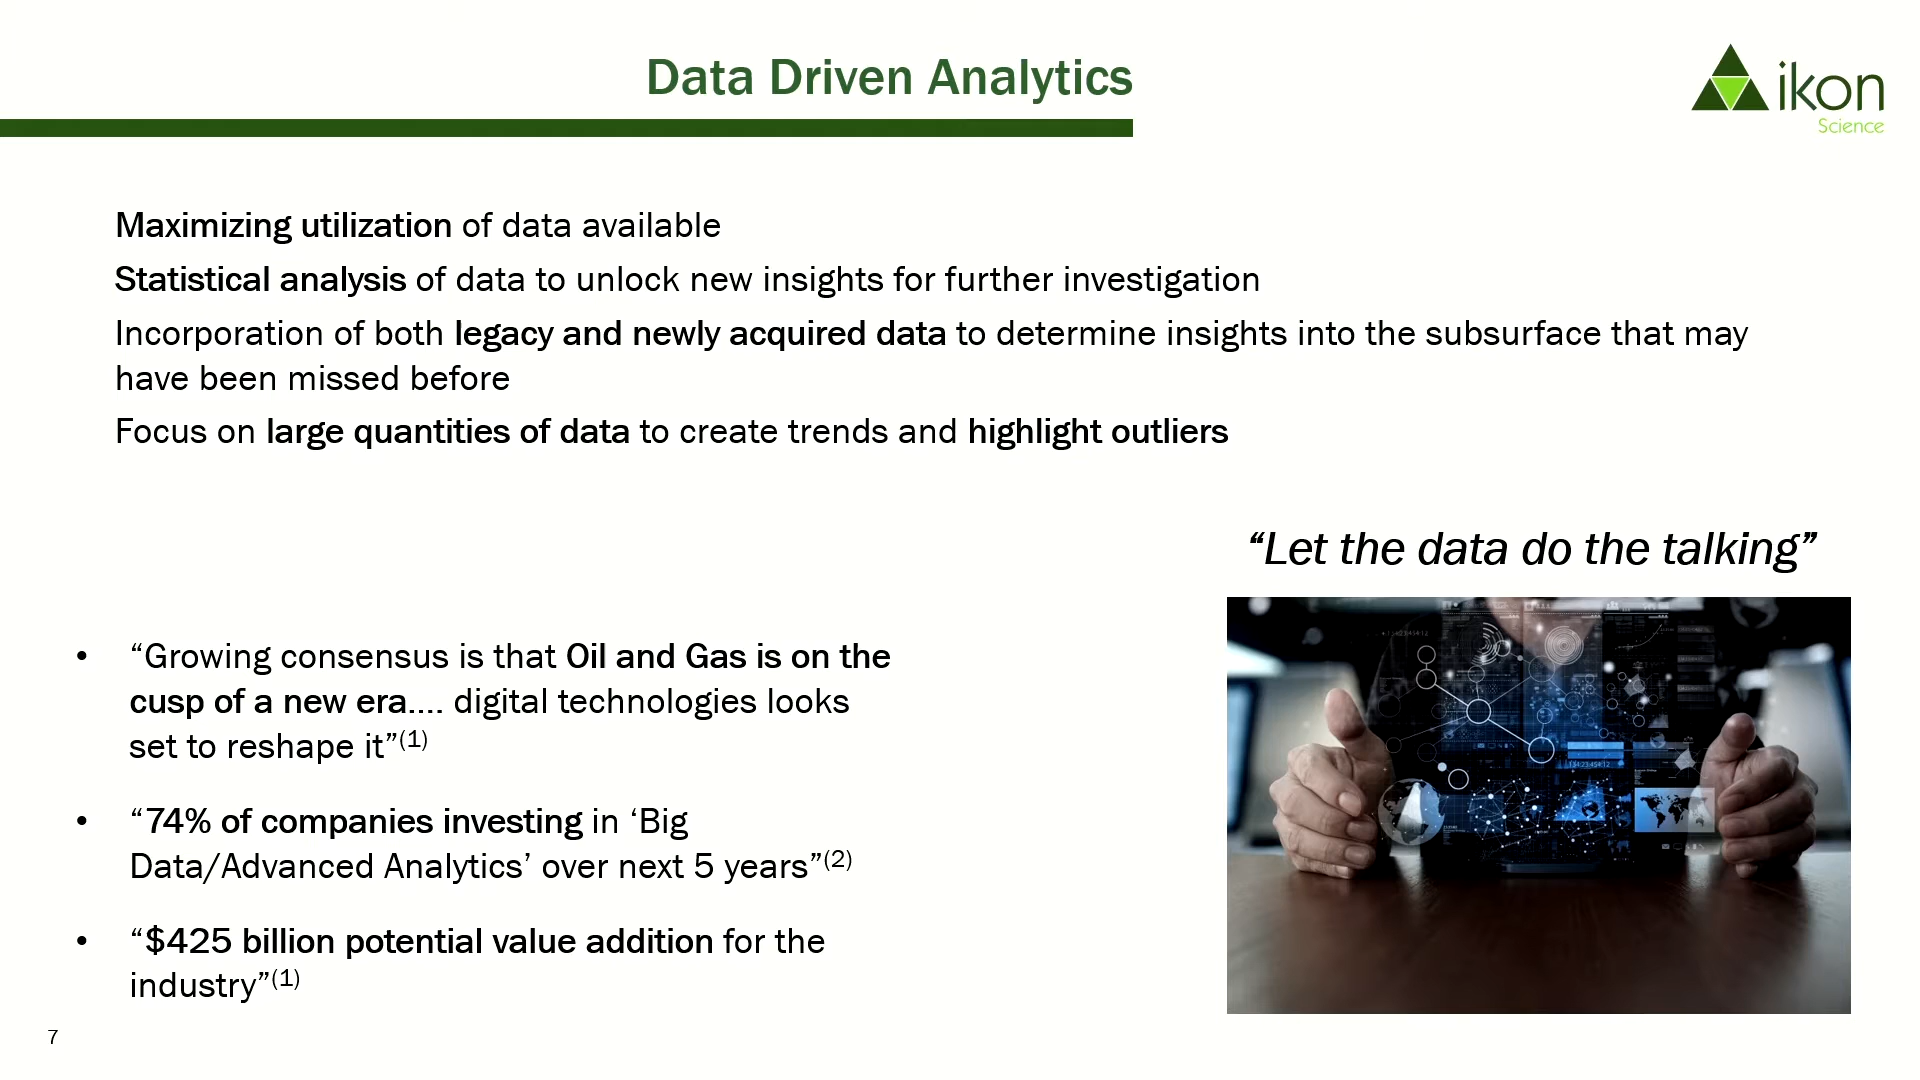 Data Driven Analytics
ikon
Science
Maximizing utilization of data available
Statistical analysis of data to unlock new insights for further investigation
Incorporation of both legacy and newly acquired data to determine insights into the subsurface that may
have been missed before
Focus on large quantities of data to create trends and highlight outliers
“Let the data do the talking”
• “Growing consensus is that Oil and Gas is on the
cusp of a new era…. digital technologies looks
set to reshape it”(1)
• “74% of companies investing in ‘Big
Data/Advanced Analytics’ over next 5 years”(2)
• “$425 billion potential value addition for the
industry”(1)
7